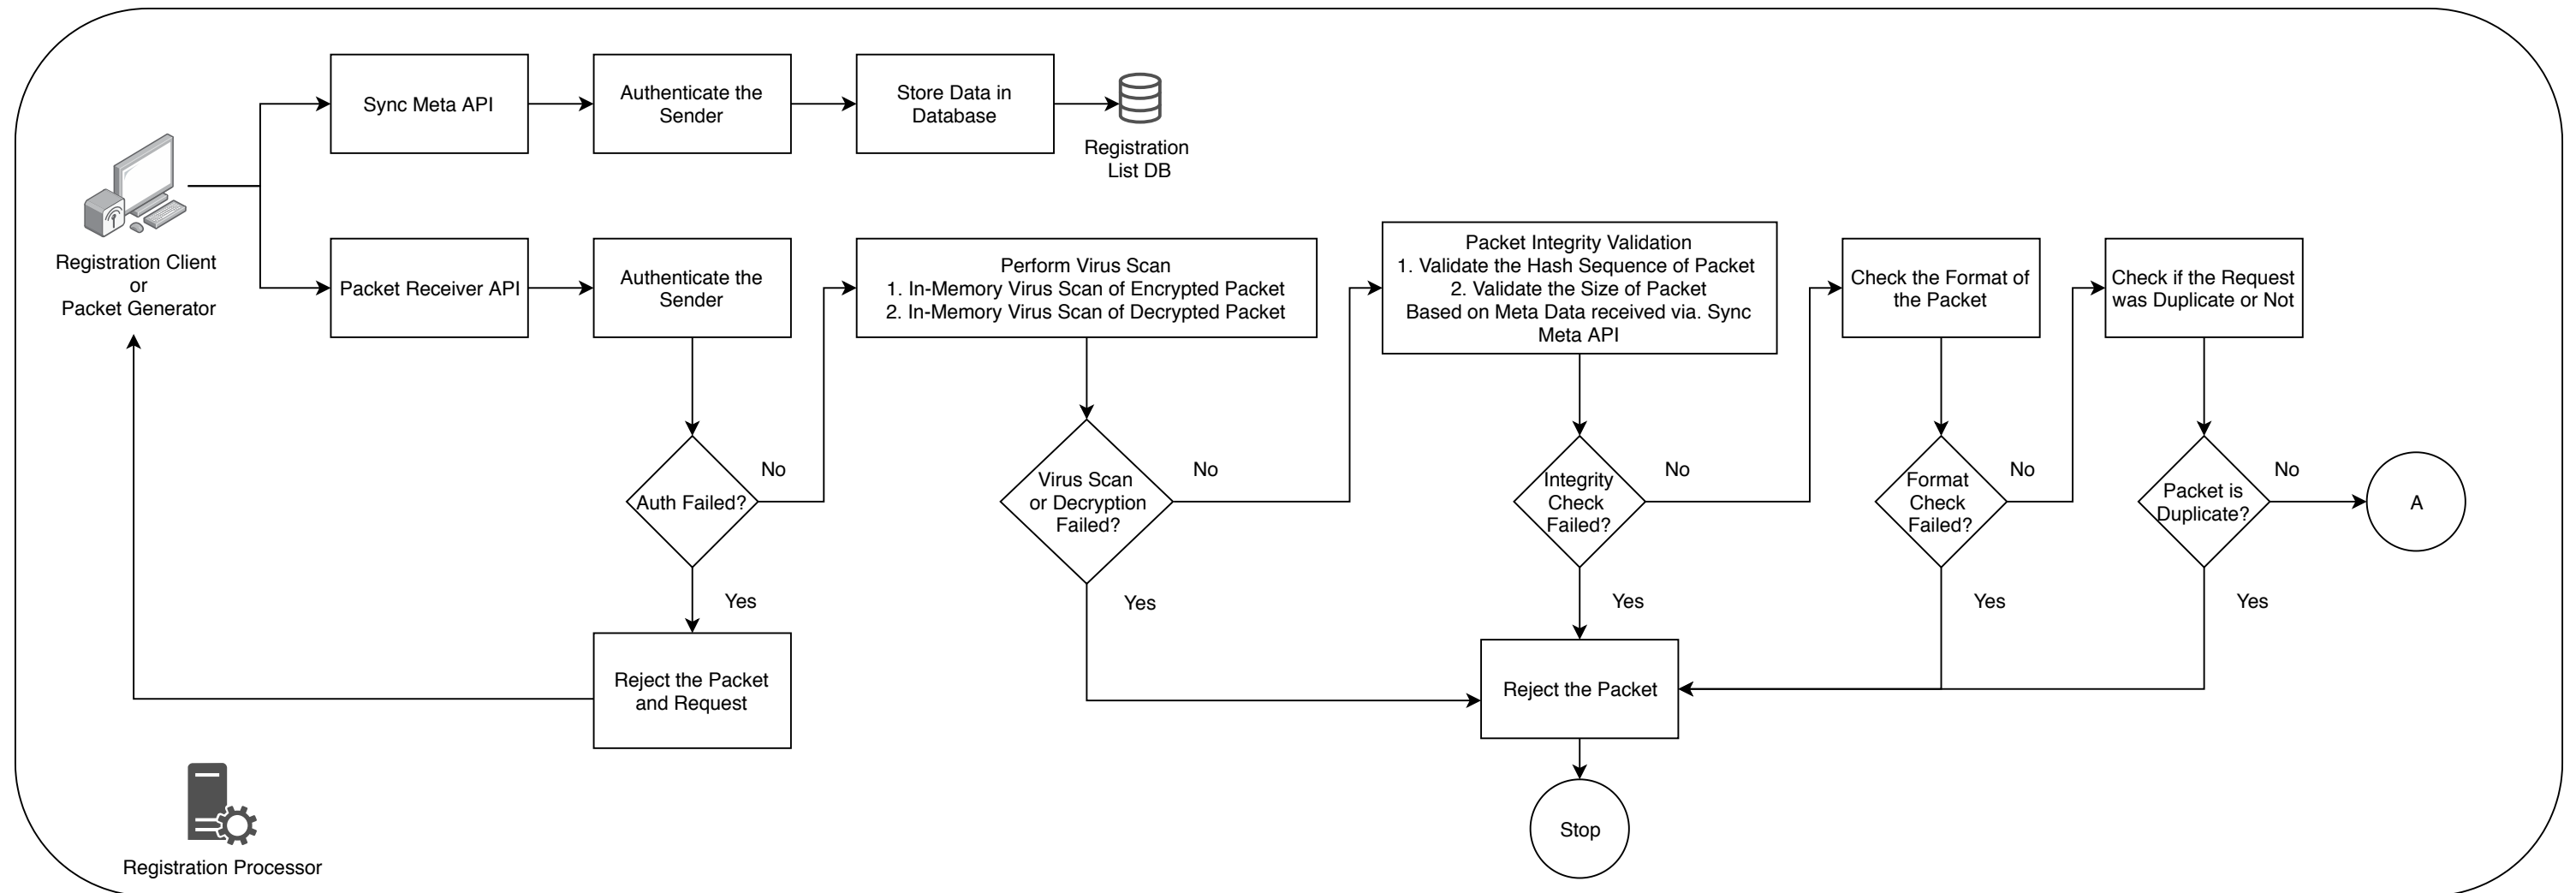 Sync Meta API
Authenticate the
Sender
Store Data in
Database
Registration
List DB
Registration Client
or
Packet Generator
Packet Receiver API
Authenticate the
Sender
Perform Virus Scan
1. In-Memory Virus Scan of Encrypted Packet
2. In-Memory Virus Scan of Decrypted Packet
Packet Integrity Validation
1. Validate the Hash Sequence of Packet
2. Validate the Size of Packet
Based on Meta Data received via. Sync
Meta API
Check the Format of
the Packet
Check if the Request
was Duplicate or Not
Auth Failed?
No
Yes
Virus Scan
or Decryption
Failed?
No
Yes
Integrity
Check
Failed?
No
Yes
Format
Check
Failed?
No
Yes
Packet is
Duplicate?
No
Yes
A
Reject the Packet
and Request
Reject the Packet
Stop
Registration Processor